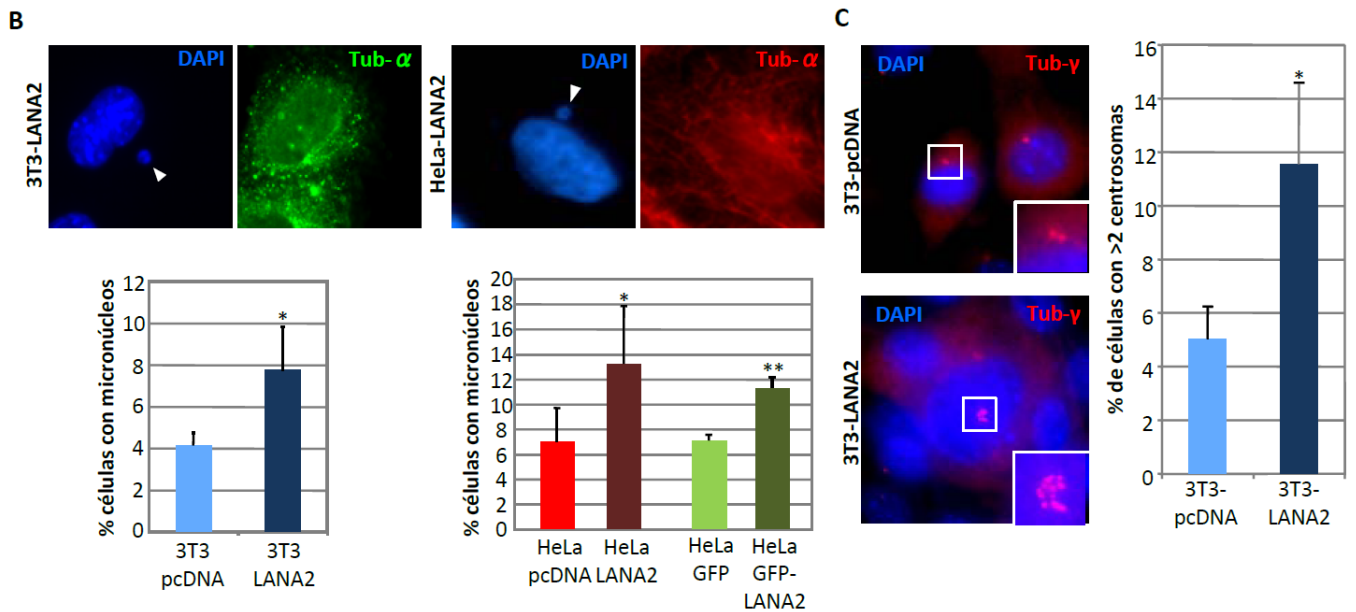 B
3T3-LANA2
DAPI
Tub-α
HeLa-LANA2
DAPI
Tub-α
% células con micronúcleos
12
10
8
6
4
2
0
*
3T3
pcDNA
3T3
LANA2
% células con micronúcleos
20
18
16
14
12
10
8
6
4
2
0
*
**
HeLa
pcDNA
HeLa
LANA2
HeLa
GFP
HeLa
GFP-
LANA2
C
3T3-pcDNA
DAPI
Tub-γ
3T3-LANA2
DAPI
Tub-γ
% de células con >2 centrosomas
16
14
12
10
8
6
4
2
0
*
3T3-
pcDNA
3T3-
LANA2